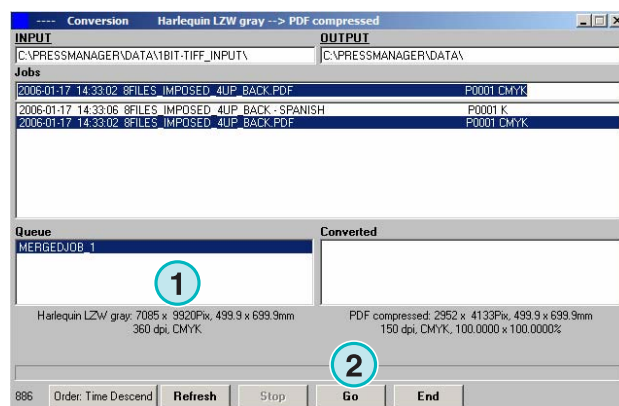 ---- Conversion Harlequin LZW gray --> PDF compressed
INPUT OUTPUT
C:\PRESSMANAGER\DATA\1BIT-TIFF_INPUT\ C:\PRESSMANAGER\DATA\
Jobs
2006-01-17 14:33:02 8FILES_IMPOSED_4UP_BACK.PDF P0001 CMYK
2006-01-17 14:33:06 8FILES_IMPOSED_4UP_BACK - SPANISH P0001 K
2006-01-17 14:33:02 8FILES_IMPOSED_4UP_BACK.PDF P0001 CMYK
Queue Converted
MERGEDJOB_1
1
Harlequin LZW gray: 7085 x 9920Pix, 499.9 x 699.9mm PDF compressed: 2952 x 4133Pix, 499.9 x 699.9mm
360 dpi, CMYK 150 dpi, CMYK, 100.0000 x 100.0000%
2
886 Order: Time Descend Refresh Stop Go End